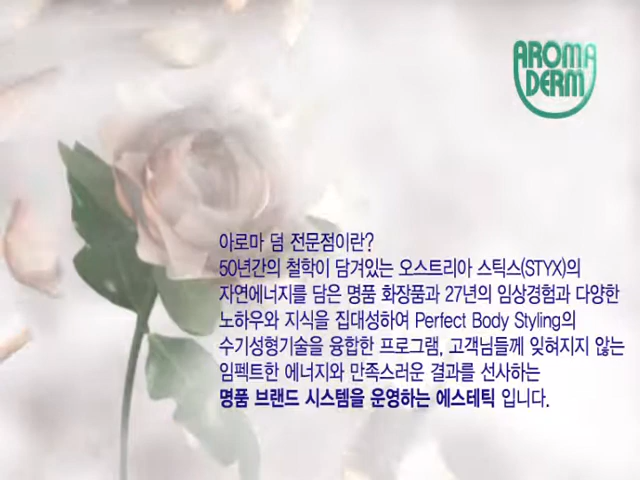 AROMA
DERM
아로마 덤 전문점이란?
50년간의 철학이 담겨있는 오스트리아 스틱스(STYX)의
자연에너지를 담은 명품 화장품과 27년의 임상경험과 다양한
노하우와 지식을 집대성하여 Perfect Body Styling의
수기성형기술을 융합한 프로그램, 고객님들께 잊혀지지 않는
임펙트한 에너지와 만족스러운 결과를 선사하는
명품 브랜드 시스템을 운영하는 에스테틱 입니다.